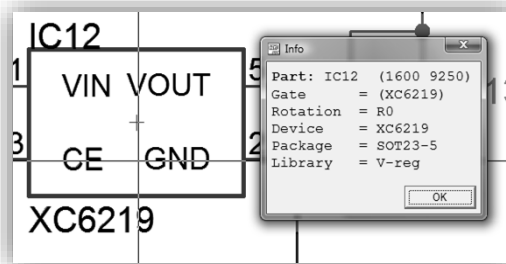 IC12
1
VIN VOUT
5
3
CE GND
2
XC6219
Info
Part: IC12 (1600 9250)
Gate = (XC6219)
Rotation = R0
Device = XC6219
Package = SOT23-5
Library = V-reg
OK